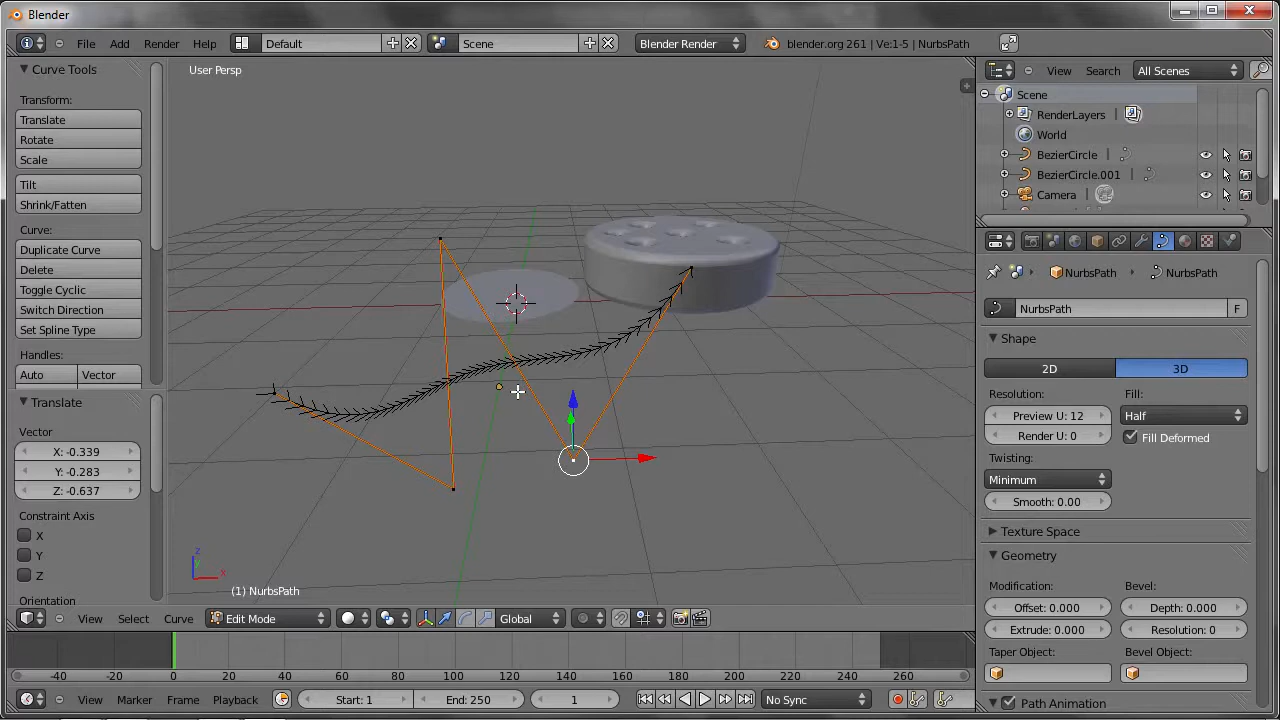 Blender
File Add Render Help Default Scene Blender Render blender.org 261 | Ve:1-5 | NurbsPath
Curve Tools
Transform:
Translate
Rotate
Scale
Tilt
Shrink/Fatten
Curve:
Duplicate Curve
Delete
Toggle Cyclic
Switch Direction
Set Spline Type
Handles:
Auto Vector
Translate
Vector
X: -0.339
Y: -0.283
Z: -0.637
Constraint Axis
X
Y
Z
Orientation
User Persp
z
y
x
(1) NurbsPath
View Select Curve Edit Mode Global
-40 -20 0 20 40 60 80 100 120 140 160 180 200 220 240 260
View Marker Frame Playback Start: 1 End: 250 1 No Sync
View Search All Scenes
Scene
RenderLayers
World
BezierCircle
BezierCircle.001
Camera
NurbsPath NurbsPath
NurbsPath F
Shape
2D 3D
Resolution: Fill:
Preview U: 12 Half
Render U: 0 Fill Deformed
Twisting:
Minimum
Smooth: 0.00
Texture Space
Geometry
Modification: Bevel:
Offset: 0.000 Depth: 0.000
Extrude: 0.000 Resolution: 0
Taper Object: Bevel Object:
Path Animation